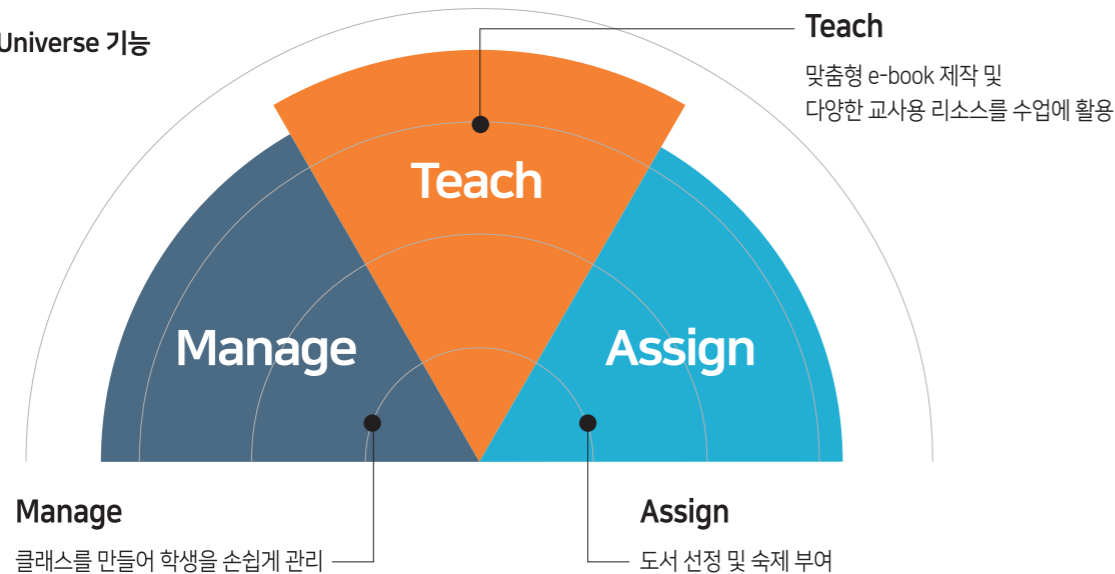 Universe 기능
Teach
맞춤형 e-book 제작 및
다양한 교사용 리소스를 수업에 활용
Teach
Manage
Assign
Manage
클래스를 만들어 학생을 손쉽게 관리
Assign
도서 선정 및 숙제 부여